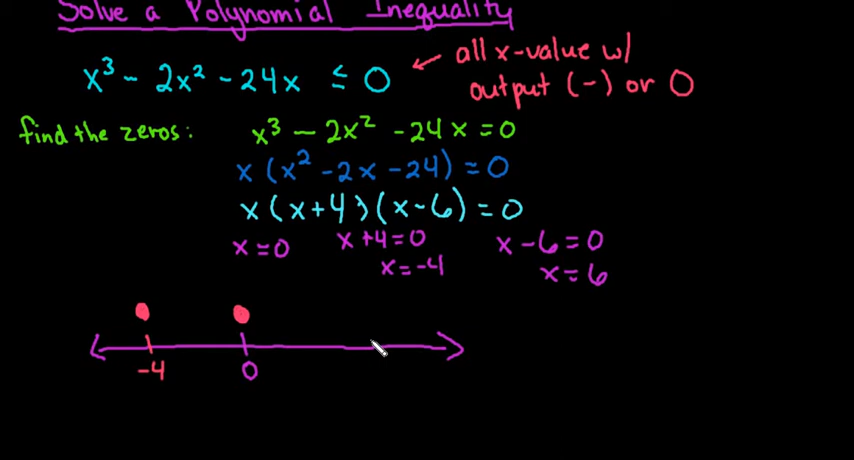 Solve a Polynomial Inequality
x³ - 2x² - 24x ≤ 0
all x-value w/
output (-) or 0
find the zeros: x³ - 2x² - 24x = 0
x (x² - 2x - 24) = 0
x (x+4)(x-6) = 0
x = 0 x+4=0 x-6=0
x=-4 x=6
-4 0